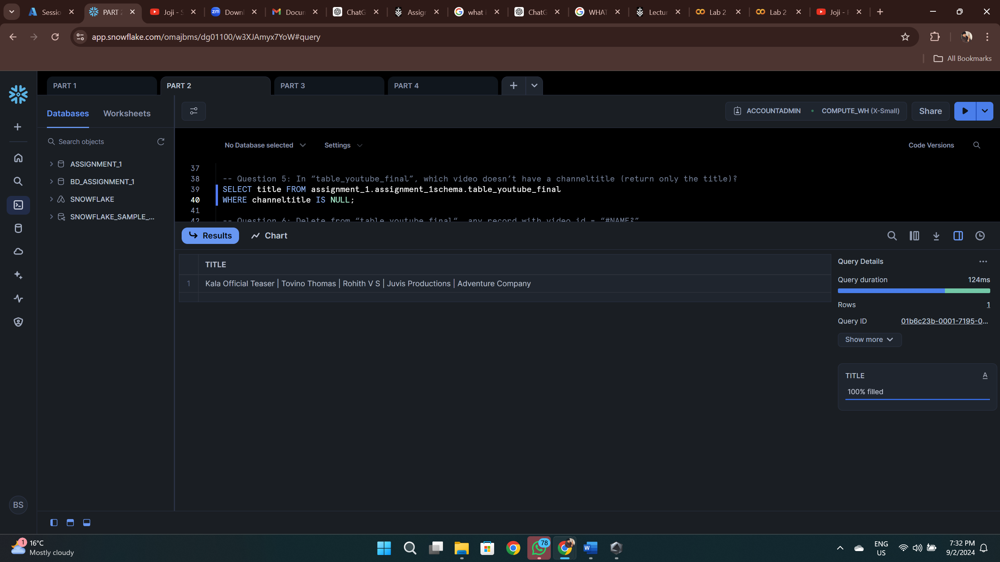 Sessio
PART 2
Joji - S
Downl
Docun
ChatG
Assign
what i
ChatG
WHAT
Lectur
Lab 2
Lab 2
Joji - F
app.snowflake.com/omajbms/dg01100/w3XJAmyx7YoW#query
All Bookmarks
PART 1
PART 2
PART 3
PART 4
Databases
Worksheets
ACCOUNTADMIN
COMPUTE_WH (X-Small)
Share
Search objects
No Database selected
Settings
Code Versions
ASSIGNMENT_1
BD_ASSIGNMENT_1
SNOWFLAKE
SNOWFLAKE_SAMPLE_...
37
38 -- Question 5: In “table_youtube_final”, which video doesn’t have a channeltitle (return only the title)?
39 SELECT title FROM assignment_1.assignment_1schema.table_youtube_final
40 WHERE channeltitle IS NULL;
41
42 -- Question 6: Delete from “table_youtube_final“, any record with video_id = “#NAME?”
Results
Chart
TITLE
1 Kala Official Teaser | Tovino Thomas | Rohith V S | Juvis Productions | Adventure Company
Query Details
Query duration 124ms
Rows 1
Query ID 01b6c23b-0001-7195-0...
Show more
TITLE A
100% filled
BS
1
16°C
Mostly cloudy
zm
78
W
ENG
US
7:32 PM
9/2/2024